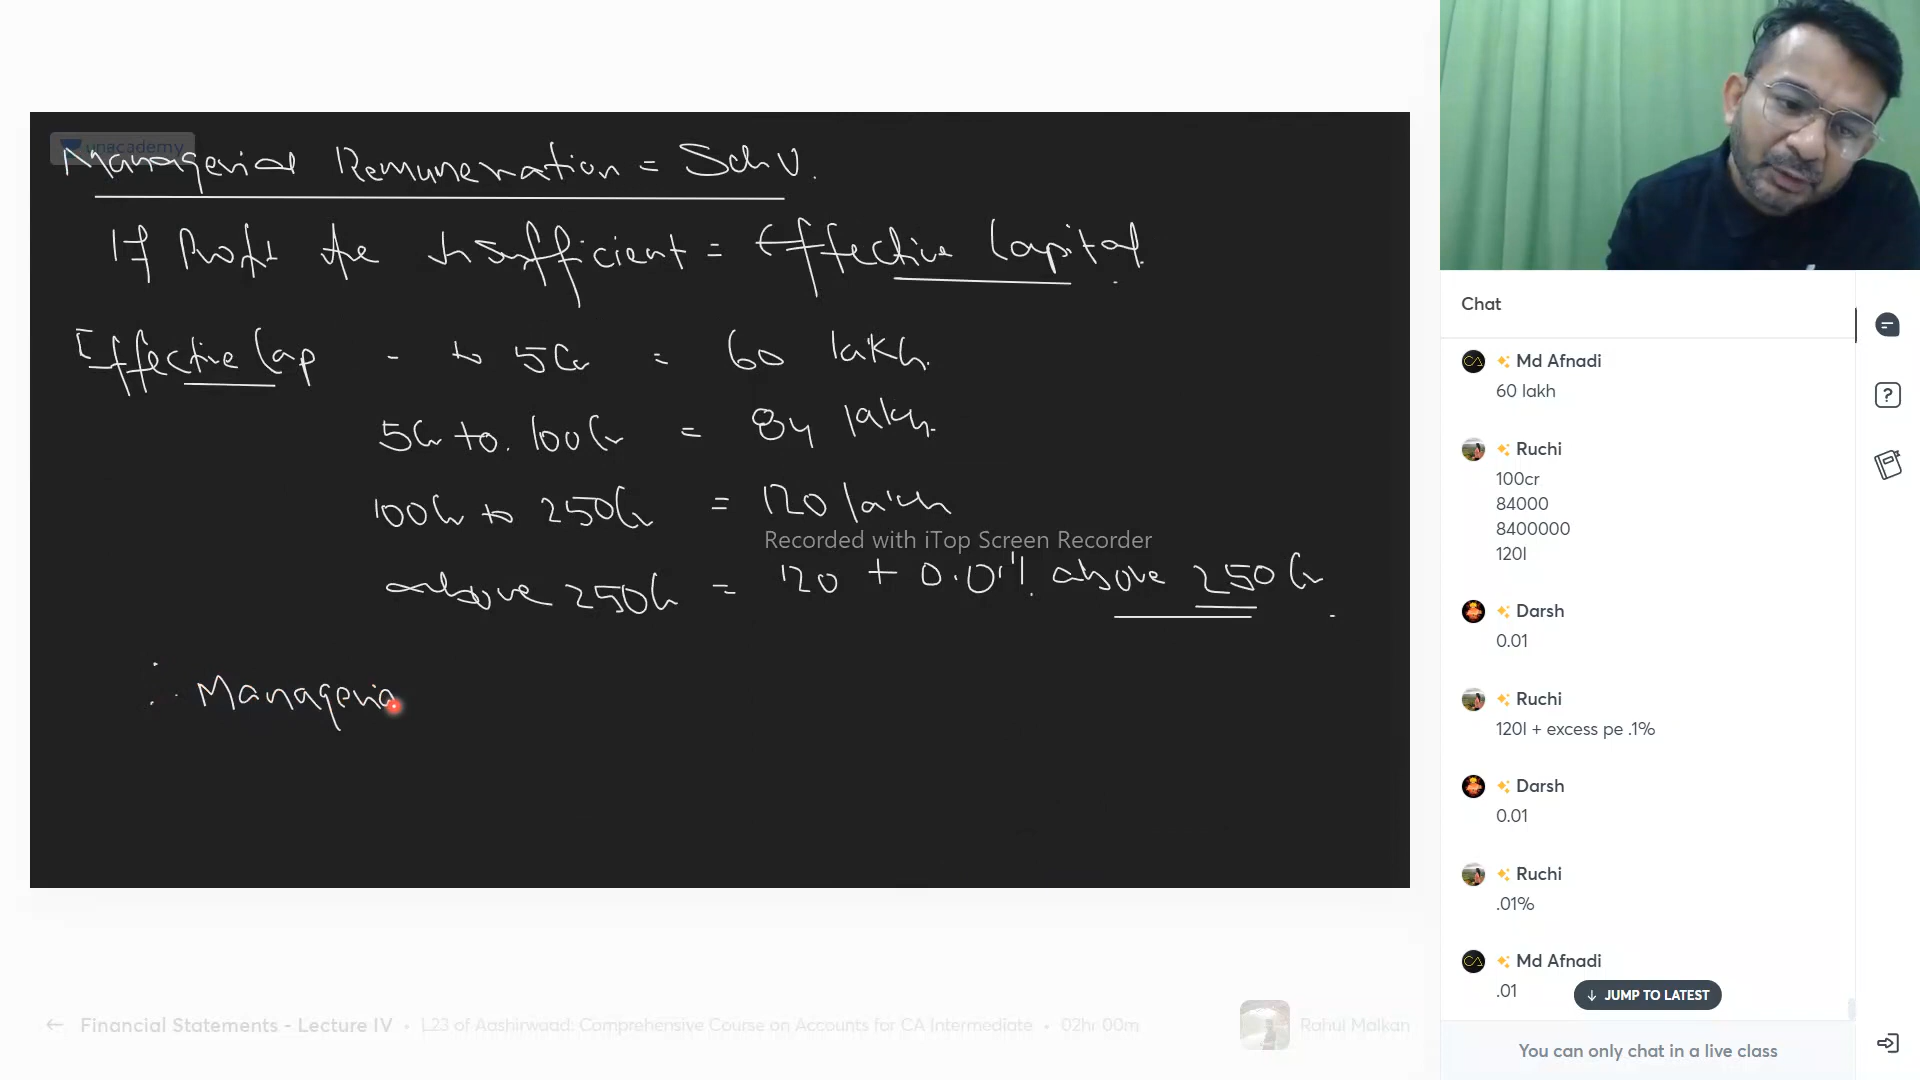 unacademy
Managerial Remuneration = Sch V.
If Profit are Insufficient = Effective Capital.
Effective Cap - to 5Cr = 60 lakh.
5Cr to. 100Cr = 84 lakh.
100Cr to 250Cr = 120 lakh
Recorded with iTop Screen Recorder
above 250Cr = 120 + 0.01% above 250Cr.
∴ Manageria
← Financial Statements - Lecture IV • L23 of Aashirwaad: Comprehensive Course on Accounts for CA Intermediate • 02hr 00m
Rahul Malkan
Chat
Md Afnadi
60 lakh
Ruchi
100cr
84000
8400000
120l
Darsh
0.01
Ruchi
120l + excess pe .1%
Darsh
0.01
Ruchi
.01%
Md Afnadi
.01
↓ JUMP TO LATEST
You can only chat in a live class